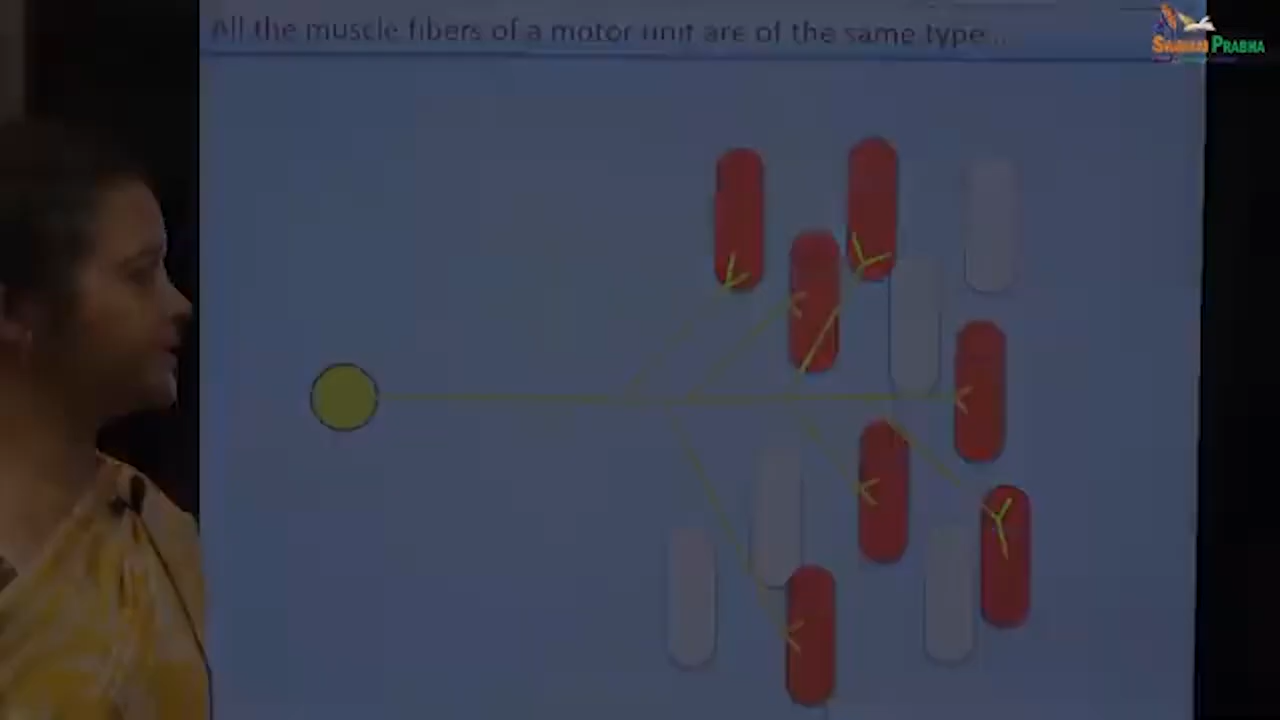 All the muscle fibers of a motor unit are of the same type...
SWAYAM PRABHA